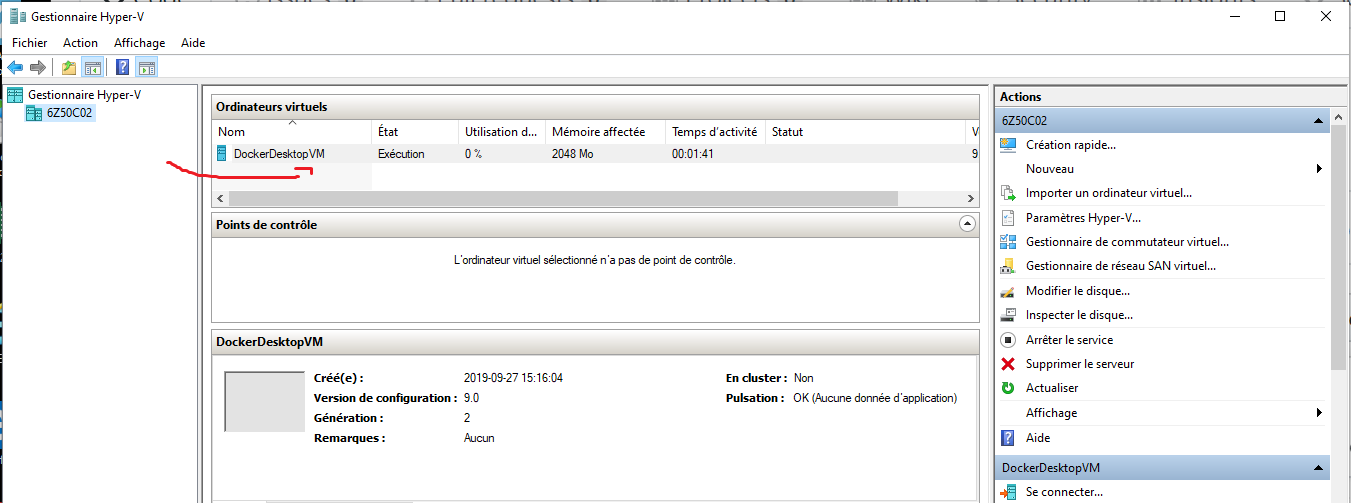 Gestionnaire Hyper-V
Fichier Action Affichage Aide
Gestionnaire Hyper-V
6Z50C02
Ordinateurs virtuels
Nom État Utilisation d... Mémoire affectée Temps d'activité Statut V
DockerDesktopVM Exécution 0 % 2048 Mo 00:01:41 9
Points de contrôle
L'ordinateur virtuel sélectionné n'a pas de point de contrôle.
DockerDesktopVM
Créé(e) : 2019-09-27 15:16:04 En cluster : Non
Version de configuration : 9.0 Pulsation : OK (Aucune donnée d'application)
Génération : 2
Remarques : Aucun
Actions
6Z50C02
Création rapide...
Nouveau
Importer un ordinateur virtuel...
Paramètres Hyper-V...
Gestionnaire de commutateur virtuel...
Gestionnaire de réseau SAN virtuel...
Modifier le disque...
Inspecter le disque...
Arrêter le service
Supprimer le serveur
Actualiser
Affichage
Aide
DockerDesktopVM
Se connecter...